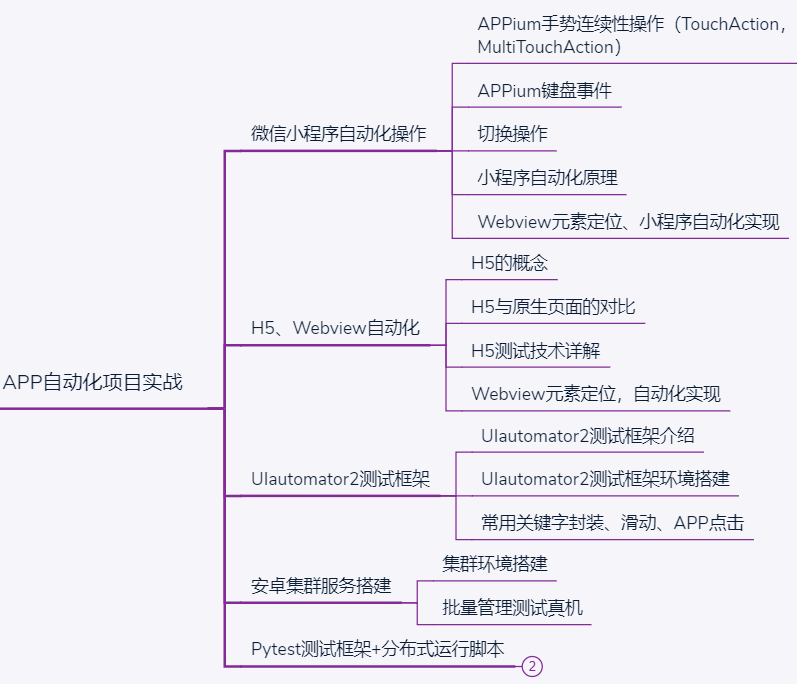 APPium手势连续性操作（TouchAction，
MultiTouchAction）
APPium键盘事件
微信小程序自动化操作
切换操作
小程序自动化原理
Webview元素定位、小程序自动化实现
H5的概念
H5与原生页面的对比
H5、Webview自动化
H5测试技术详解
Webview元素定位，自动化实现
APP自动化项目实战
UIautomator2测试框架介绍
UIautomator2测试框架
UIautomator2测试框架环境搭建
常用关键字封装、滑动、APP点击
集群环境搭建
安卓集群服务搭建
批量管理测试真机
Pytest测试框架+分布式运行脚本
2